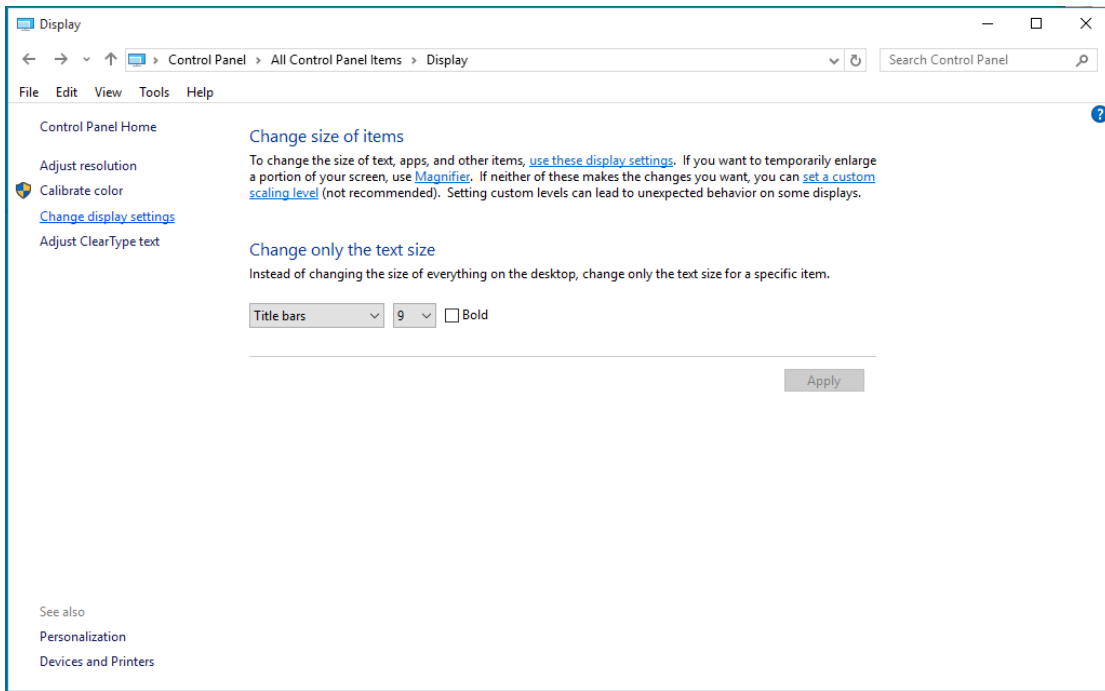 Display
Control Panel > All Control Panel Items > Display
Search Control Panel
File Edit View Tools Help
Control Panel Home
Adjust resolution
Calibrate color
Change display settings
Adjust ClearType text
Change size of items
To change the size of text, apps, and other items, use these display settings. If you want to temporarily enlarge
a portion of your screen, use Magnifier. If neither of these makes the changes you want, you can set a custom
scaling level (not recommended). Setting custom levels can lead to unexpected behavior on some displays.
Change only the text size
Instead of changing the size of everything on the desktop, change only the text size for a specific item.
Title bars 9 Bold
Apply
See also
Personalization
Devices and Printers
?